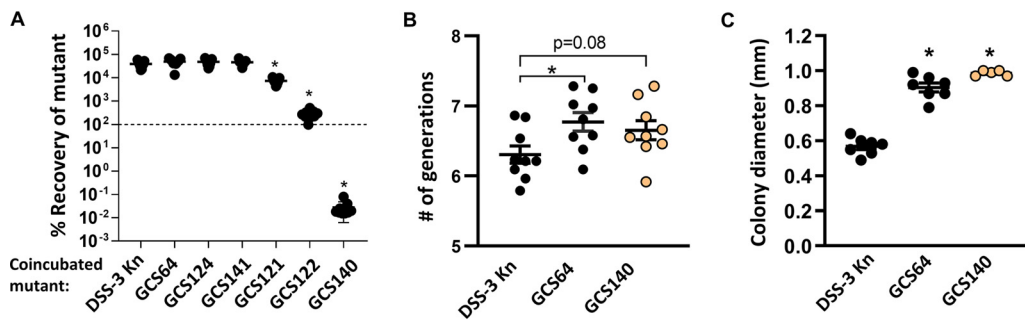 A
% Recovery of mutant
10⁶
10⁵
10⁴
10³
10²
10¹
10⁰
10⁻¹
10⁻²
10⁻³
*
*
*
Coincubated
mutant:
DSS-3 Kn
GCS64
GCS124
GCS141
GCS121
GCS122
GCS140
B
# of generations
8
7
6
5
p=0.08
*
DSS-3 Kn
GCS64
GCS140
C
Colony diameter (mm)
1.2
1.0
0.8
0.6
0.4
0.2
0.0
*
*
DSS-3 Kn
GCS64
GCS140